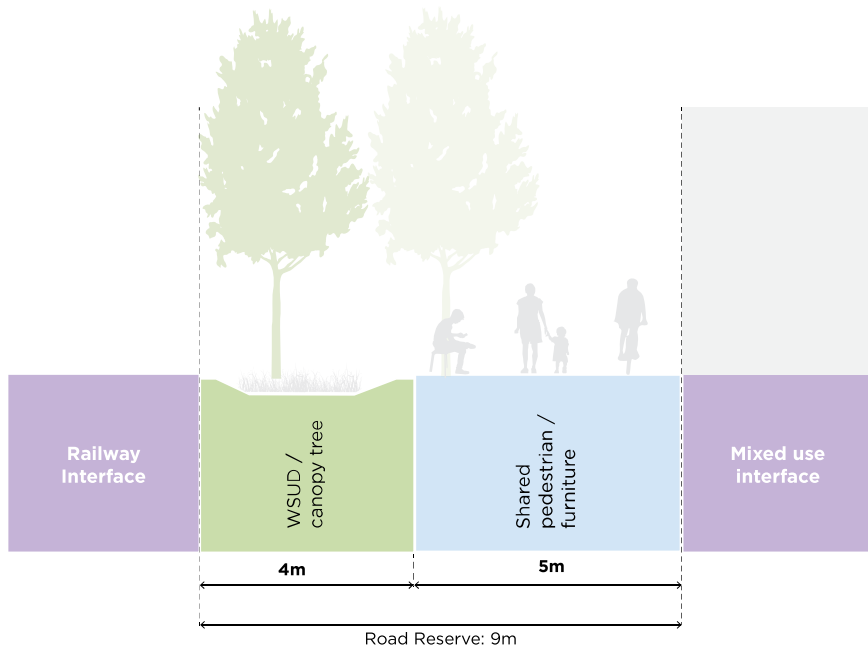 Railway
Interface
WSUD /
canopy tree
Shared
pedestrian /
furniture
Mixed use
interface
4m
5m
Road Reserve: 9m